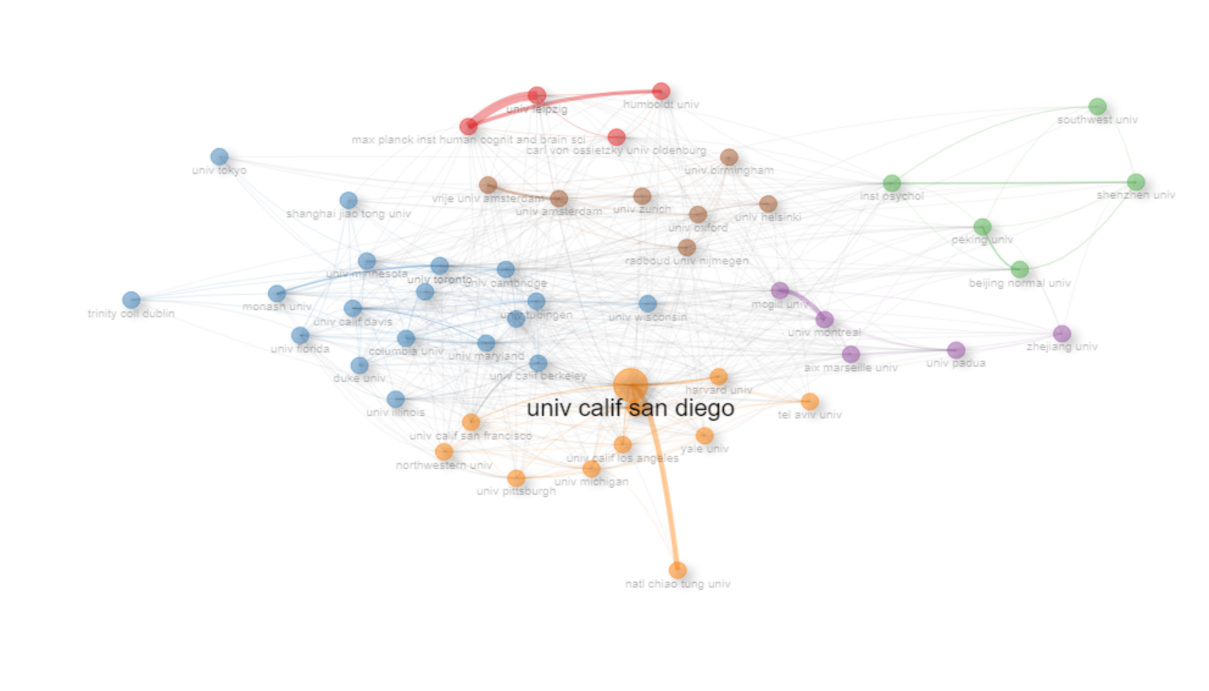 univ leipzig
humboldt univ
southwest univ
max planck inst human cognit and brain sci
carl von ossietzky univ oldenburg
univ tokyo
univ birmingham
vrije univ amsterdam
univ amsterdam
univ zurich
inst psychol
shenzhen univ
shanghai jiao tong univ
univ oxford
univ helsinki
peking univ
radboud univ nijmegen
univ minnesota
univ toronto
univ cambridge
beijing normal univ
monash univ
mcgill univ
trinity coll dublin
univ calif davis
univ tubingen
univ wisconsin
univ montreal
univ florida
columbia univ
univ maryland
zhejiang univ
aix marseille univ
univ padua
duke univ
univ calif berkeley
harvard univ
univ illinois
univ calif san diego
tel aviv univ
univ calif san francisco
yale univ
univ calif los angeles
northwestern univ
univ michigan
univ pittsburgh
natl chiao tung univ